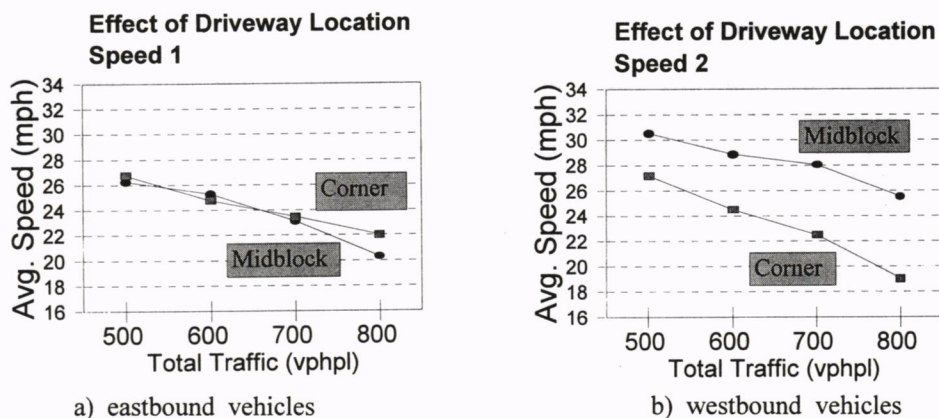 Effect of Driveway Location
Speed 1
Avg. Speed (mph)
34
32
30
28
26
24
22
20
18
16
Corner
Midblock
500 600 700 800
Total Traffic (vphpl)
a) eastbound vehicles
Effect of Driveway Location
Speed 2
Avg. Speed (mph)
34
32
30
28
26
24
22
20
18
16
Midblock
Corner
500 600 700 800
Total Traffic (vphpl)
b) westbound vehicles